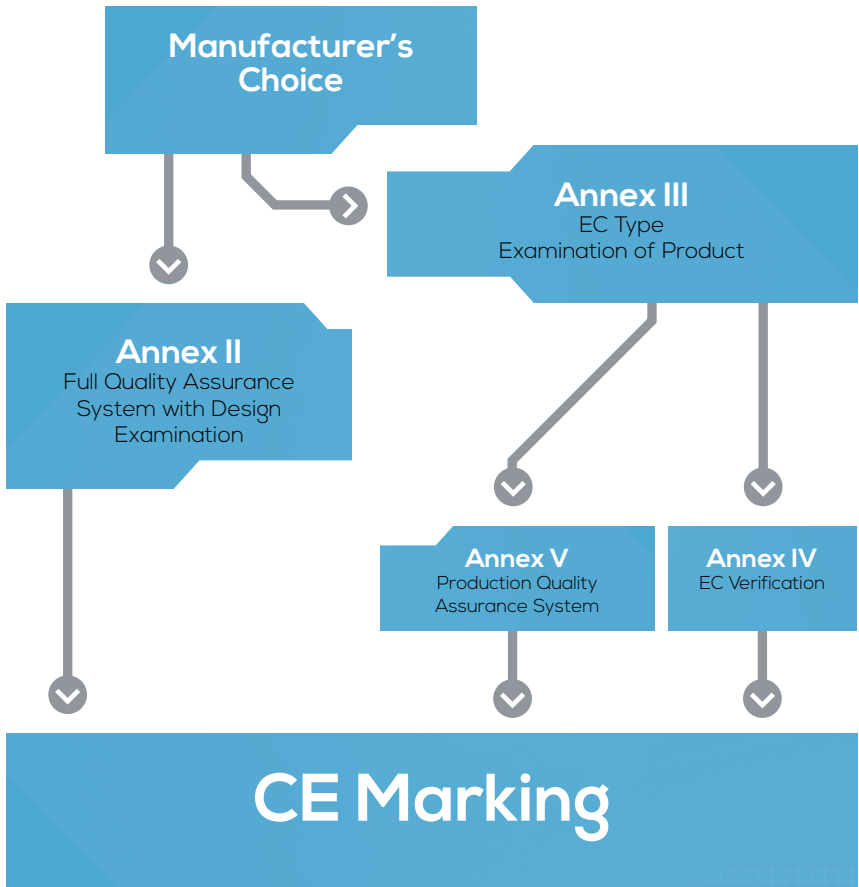 Manufacturer’s
Choice
Annex III
EC Type
Examination of Product
Annex II
Full Quality Assurance
System with Design
Examination
Annex V
Production Quality
Assurance System
Annex IV
EC Verification
CE Marking